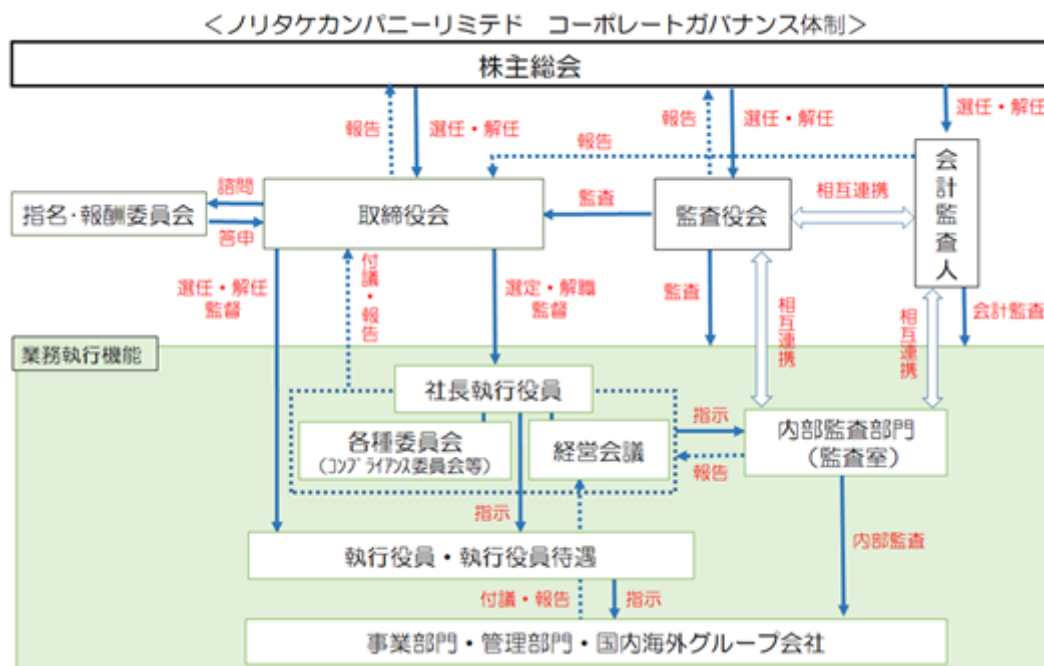 ＜ノリタケカンパニーリミテド　コーポレートガバナンス体制＞
株主総会
報告
選任・解任
報告
選任・解任
選任・解任
報告
会計監査人
諮問
指名・報酬委員会
取締役会
監査
監査役会
相互連携
答申
付議・報告
選任・解任
監督
選定・解職
監督
監査
相互連携
相互連携
会計監査
業務執行機能
社長執行役員
指示
内部監査部門
（監査室）
各種委員会
（ｺﾝﾌﾟﾗｲｱﾝｽ委員会等）
経営会議
報告
指示
内部監査
執行役員・執行役員待遇
付議・報告
指示
事業部門・管理部門・国内海外グループ会社